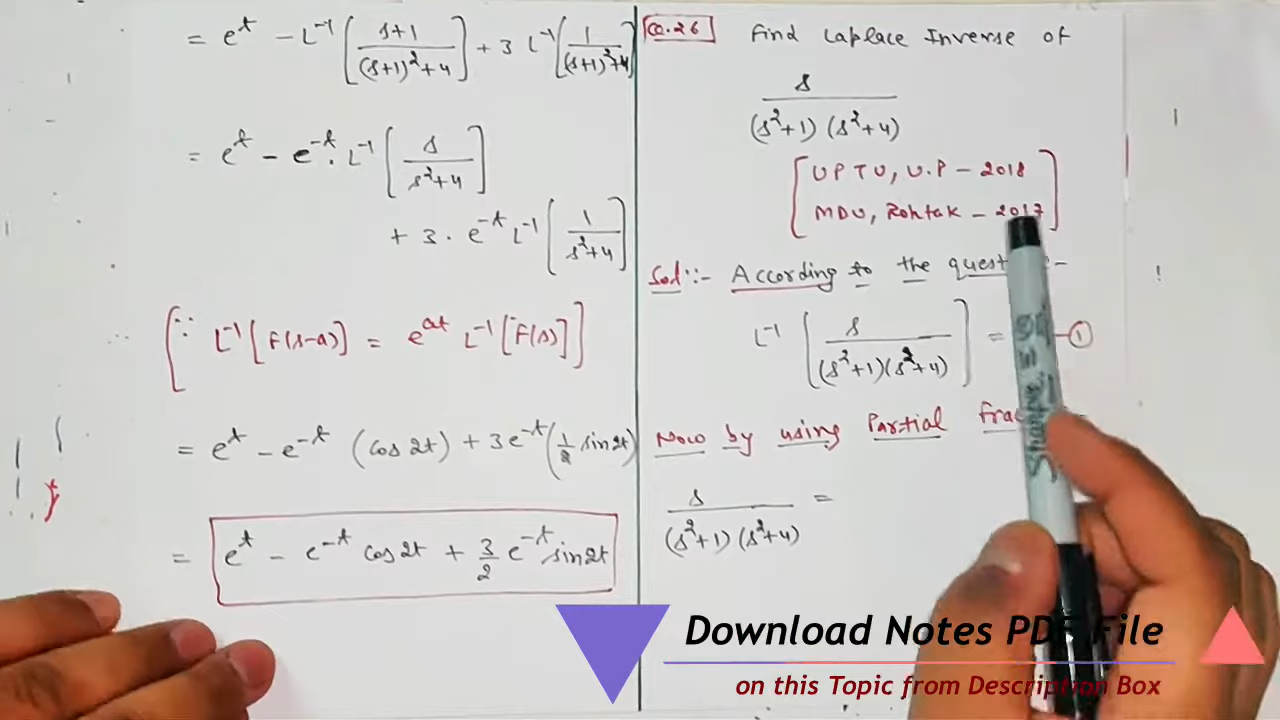 = e^t - L^-1 [ s+1 / (s+1)^2+4 ] + 3 L^-1 [ 1 / (s+1)^2+4 ]
= e^t - e^-t. L^-1 [ s / s^2+4 ]
+ 3 . e^-t L^-1 [ 1 / s^2+4 ]
[ ∵ L^-1 [F(s-a)] = e^at L^-1 [F(s)] ]
= e^t - e^-t (cos 2t) + 3 e^-t ( 1/2 sin 2t)
= e^t - e^-t cos 2t + 3/2 e^-t sin 2t
Q.26 Find Laplace Inverse of
s / (s^2+1) (s^2+4)
[ UPTU, U.P - 2018
MDU, Rohtak - 2017 ]
Sol::- According to the quest :-
L^-1 [ s / (s^2+1)(s^2+4) ] = - ①
Now by using Partial Frac
s / (s^2+1) (s^2+4) =
Sharpie
Download Notes PDF File
on this Topic from Description Box